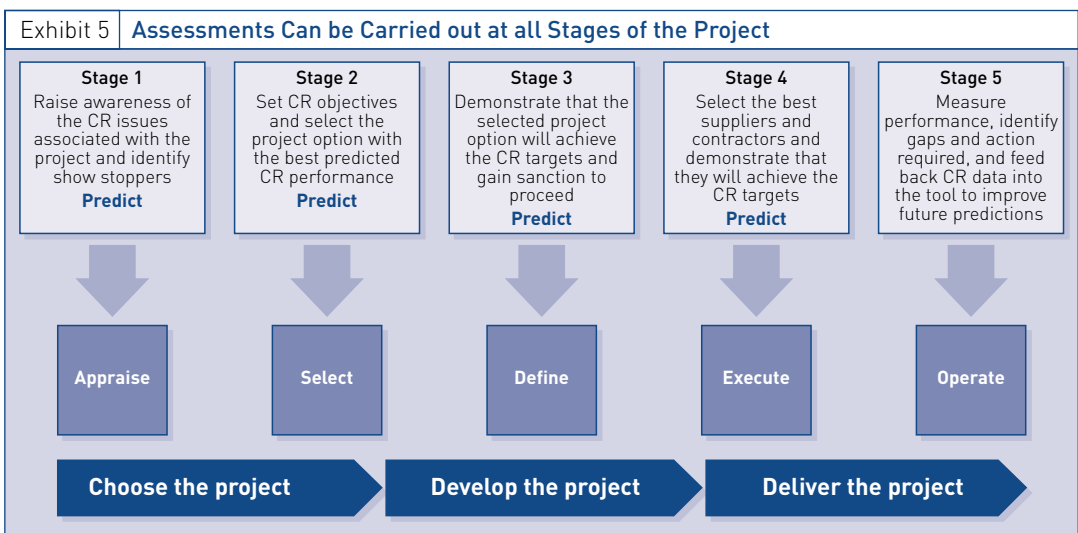 Exhibit 5
Assessments Can be Carried out at all Stages of the Project
Stage 1
Raise awareness of
the CR issues
associated with the
project and identify
show stoppers
Predict
Stage 2
Set CR objectives
and select the
project option with
the best predicted
CR performance
Predict
Stage 3
Demonstrate that the
selected project
option will achieve
the CR targets and
gain sanction to
proceed
Predict
Stage 4
Select the best
suppliers and
contractors and
demonstrate that
they will achieve the
CR targets
Predict
Stage 5
Measure
performance, identify
gaps and action
required, and feed
back CR data into
the tool to improve
future predictions
Appraise
Select
Define
Execute
Operate
Choose the project
Develop the project
Deliver the project